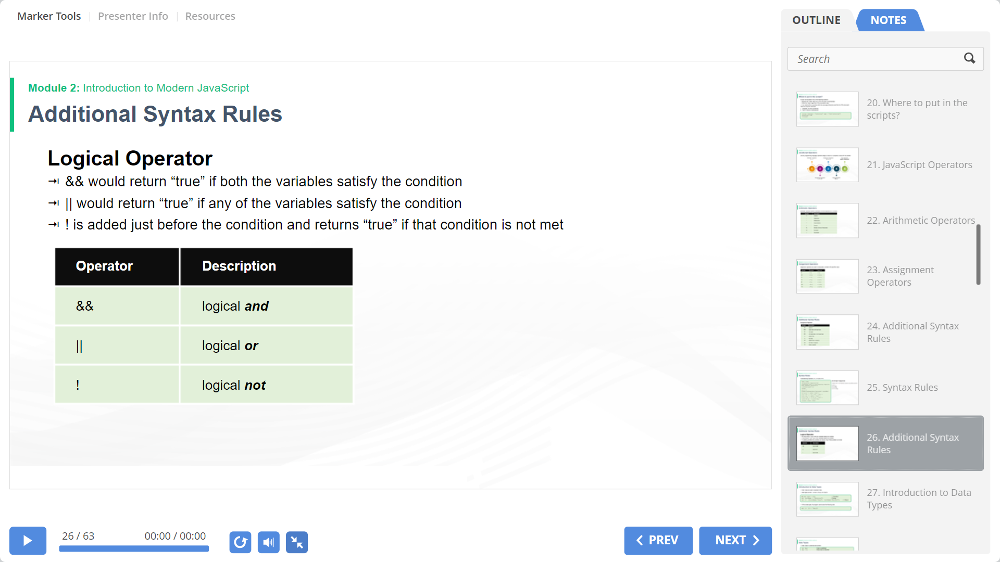 Marker Tools
Presenter Info
Resources
OUTLINE
NOTES
Search
Module 2: Introduction to Modern JavaScript
Additional Syntax Rules
Logical Operator
⇥ && would return “true” if both the variables satisfy the condition
⇥ || would return “true” if any of the variables satisfy the condition
⇥ ! is added just before the condition and returns “true” if that condition is not met
Operator
Description
&&
logical and
||
logical or
!
logical not
20. Where to put in the
scripts?
21. JavaScript Operators
22. Arithmetic Operators
23. Assignment
Operators
24. Additional Syntax
Rules
25. Syntax Rules
26. Additional Syntax
Rules
27. Introduction to Data
Types
26 / 63
00:00 / 00:00
PREV
NEXT